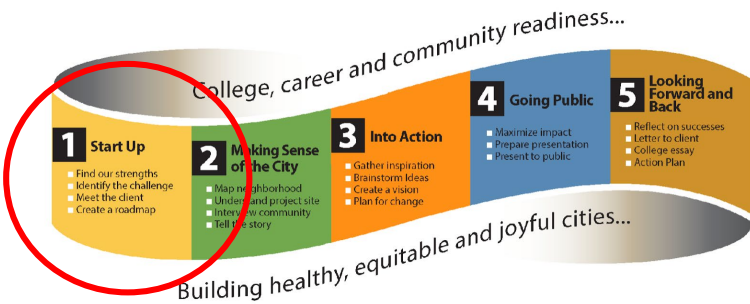 College, career and community readiness...
1 Start Up
Find our strengths
Identify the challenge
Meet the client
Create a roadmap
2 Making Sense
of the City
Map neighborhood
Understand project site
Interview community
Tell the story
3 Into Action
Gather inspiration
Brainstorm Ideas
Create a vision
Plan for change
4 Going Public
Maximize impact
Prepare presentation
Present to public
5 Looking
Forward and
Back
Reflect on successes
Letter to client
College essay
Action Plan
Building healthy, equitable and joyful cities...